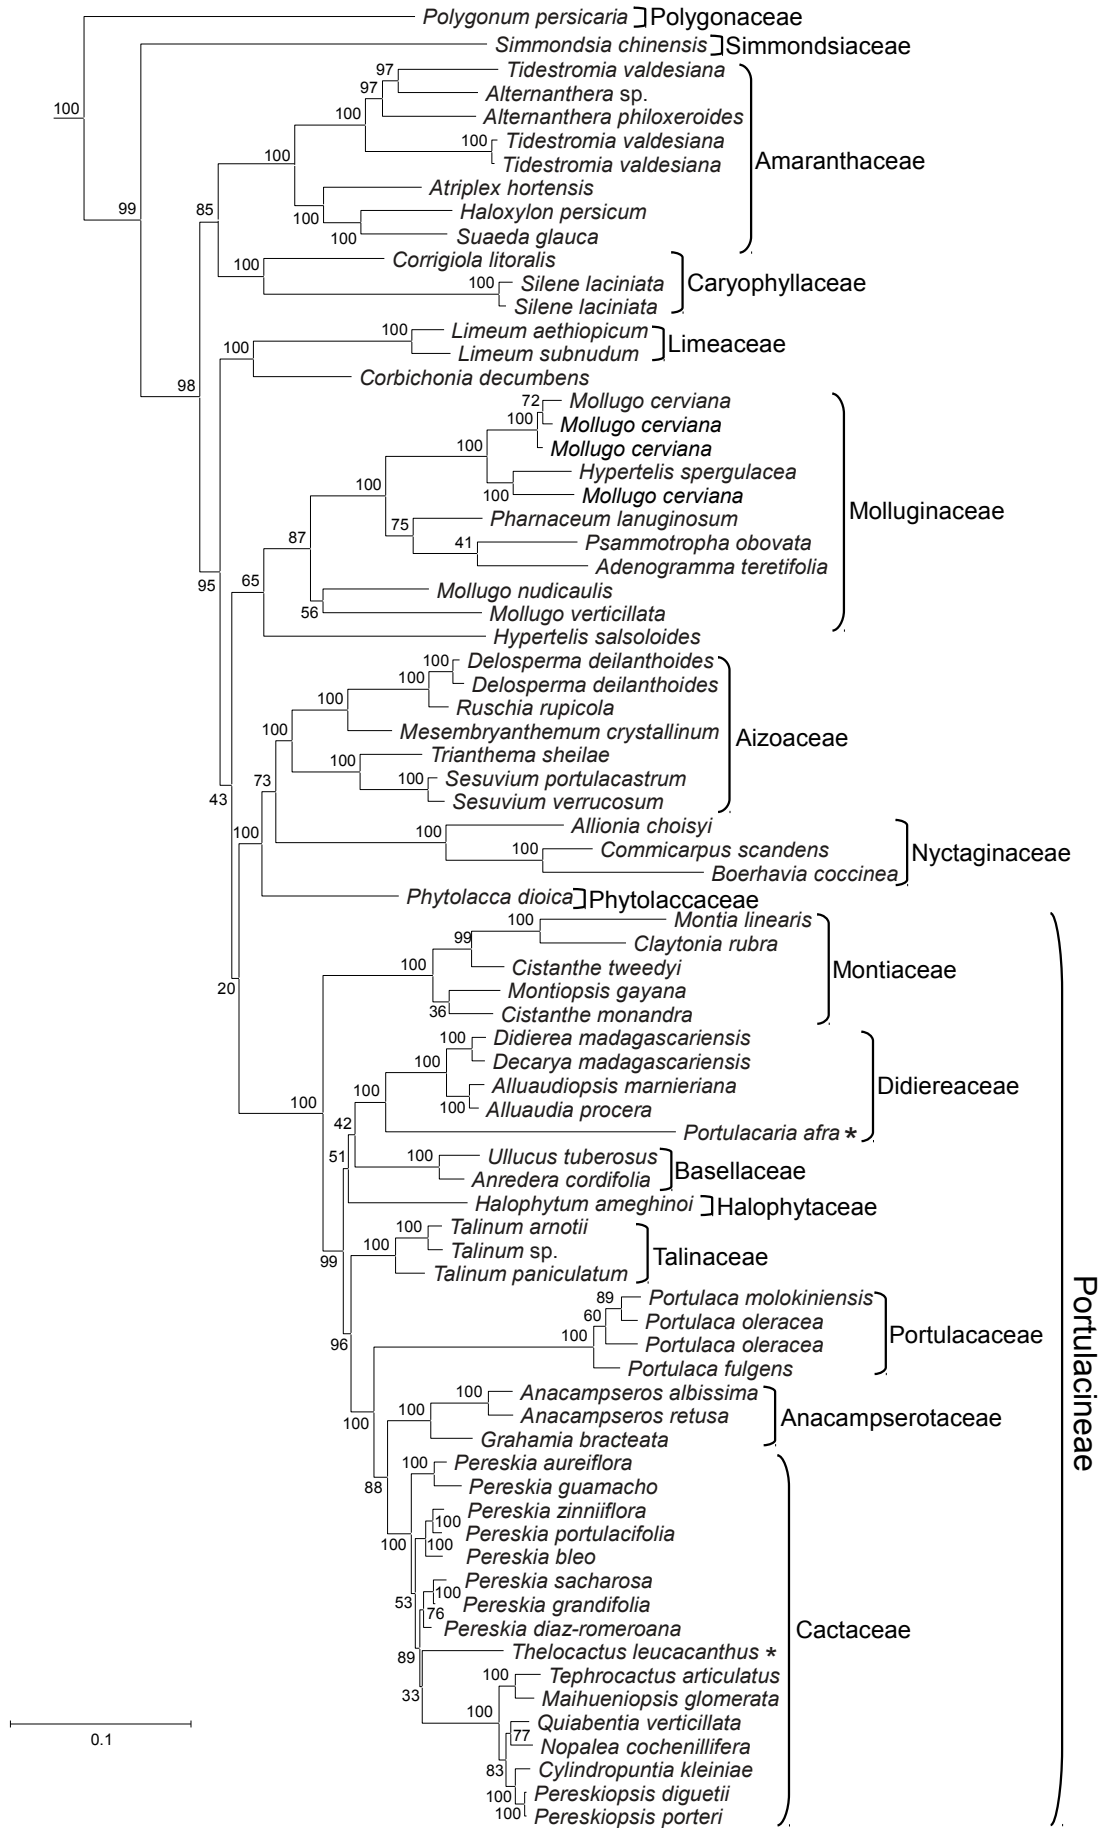 Polygonum persicaria Polygonaceae
Simmondsia chinensis Simmondsiaceae
97 Tidestromia valdesiana
97 Alternanthera sp.
100
100 Alternanthera philoxeroides
100 Tidestromia valdesiana
100 Tidestromia valdesiana
Amaranthaceae
Atriplex hortensis
99 85 100 Haloxylon persicum
100 Suaeda glauca
100 Corrigiola litoralis
100 Silene laciniata Caryophyllaceae
Silene laciniata
100 Limeum aethiopicum
100 Limeum subnudum Limeaceae
98 Corbichonia decumbens
72 Mollugo cerviana
100 Mollugo cerviana
100 Mollugo cerviana
Hypertelis spergulacea
100 100 Mollugo cerviana
Molluginaceae
75 Pharnaceum lanuginosum
87 41 Psammotropha obovata
Adenogramma teretifolia
95 65 Mollugo nudicaulis
56 Mollugo verticillata
Hypertelis salsoloides
100 Delosperma deilanthoides
100 Delosperma deilanthoides
100 Ruschia rupicola
100 Mesembryanthemum crystallinum Aizoaceae
100 Trianthema sheilae
73 100 Sesuvium portulacastrum
43 Sesuvium verrucosum
100 100 Allionia choisyi
100 Commicarpus scandens Nyctaginaceae
Boerhavia coccinea
Phytolacca dioica Phytolaccaceae
100 Montia linearis
99 Claytonia rubra
100 Cistanthe tweedyi Montiaceae
20 Montiopsis gayana
36 Cistanthe monandra
100 Didierea madagascariensis
100 Decarya madagascariensis
100 Alluaudiopsis marnieriana Didiereaceae
100 100 Alluaudia procera
42 Portulacaria afra *
51 100 Ullucus tuberosus
Anredera cordifolia Basellaceae
Halophytum ameghinoi Halophytaceae
100 Talinum arnotii
100 Talinum sp. Talinaceae
99 Talinum paniculatum
89 Portulaca molokiniensis
60 Portulaca oleracea
96 100 Portulaca oleracea Portulacaceae
Portulaca fulgens
100 Anacampseros albissima
100 100 Anacampseros retusa Anacampserotaceae
Grahamia bracteata
Portulacineae
100 Pereskia aureiflora
88 Pereskia guamacho
Pereskia zinniiflora
100
Pereskia portulacifolia
100 100
Pereskia bleo
Pereskia sacharosa
53 100
Pereskia grandifolia
76
Pereskia diaz-romeroana Cactaceae
89 Thelocactus leucacanthus *
33 100 Tephrocactus articulatus
Maihueniopsis glomerata
100 Quiabentia verticillata
77
Nopalea cochenillifera
83 Cylindropuntia kleiniae
100 Pereskiopsis diguetii
100 Pereskiopsis porteri
0.1